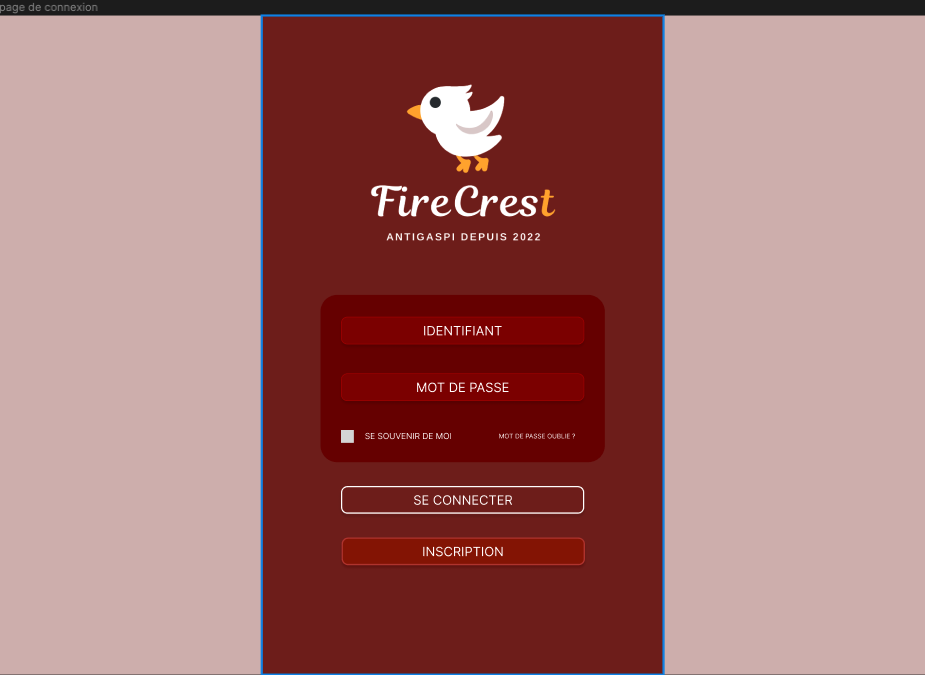 page de connexion
FireCrest
ANTIGASPI DEPUIS 2022
IDENTIFIANT
MOT DE PASSE
SE SOUVENIR DE MOI
MOT DE PASSE OUBLIE ?
SE CONNECTER
INSCRIPTION